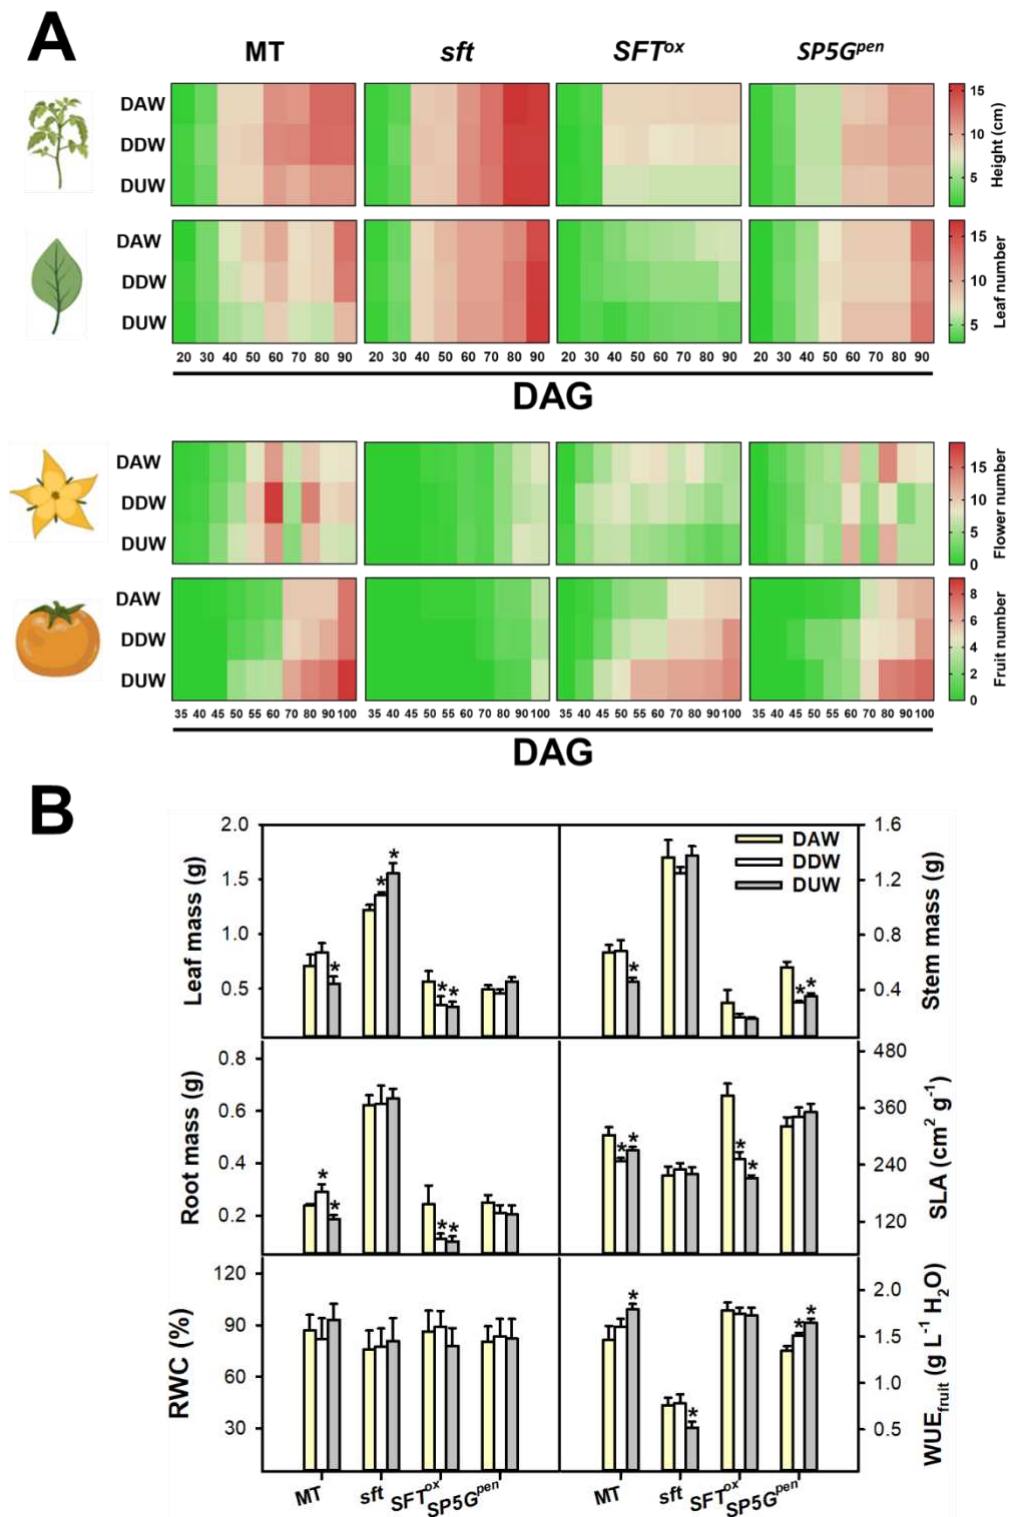 A
MT sft SFTox SP5Gpen
DAW
DDW
DUW
15
10
5
Height (cm)
DAW
DDW
DUW
15
10
5
Leaf number
20 30 40 50 60 70 80 90 20 30 40 50 60 70 80 90 20 30 40 50 60 70 80 90 20 30 40 50 60 70 80 90
DAG
DAW
DDW
DUW
15
10
5
0
Flower number
DAW
DDW
DUW
8
6
4
2
0
Fruit number
35 40 45 50 55 60 70 80 90 100 35 40 45 50 55 60 70 80 90 100 35 40 45 50 55 60 70 80 90 100 35 40 45 50 55 60 70 80 90 100
DAG
B
Leaf mass (g)
2.0
1.5
1.0
0.5
* * * * *
DAW
DDW
DUW
* * *
1.6
1.2
0.8
0.4
Stem mass (g)
Root mass (g)
0.8
0.6
0.4
0.2
* * * *
* * * *
480
360
240
120
SLA (cm2 g-1)
RWC (%)
120
90
60
30
* * * *
2.0
1.5
1.0
0.5
WUEfruit (g L-1 H2O)
MT sft SFTox SP5Gpen MT sft SFTox SP5Gpen